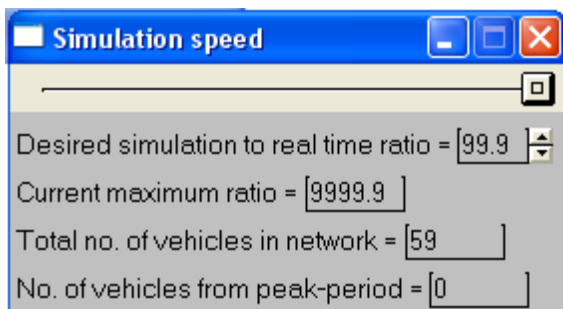 Simulation speed
Desired simulation to real time ratio = 99.9
Current maximum ratio = 9999.9
Total no. of vehicles in network = 59
No. of vehicles from peak-period = 0